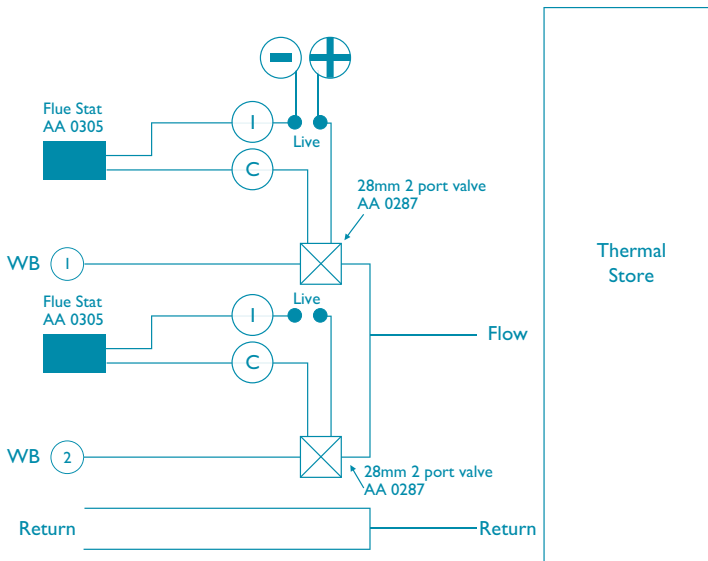 Flue Stat
AA 0305
I
Live
C
28mm 2 port valve
AA 0287
WB
1
Thermal
Store
Flue Stat
AA 0305
Live
I
C
Flow
WB
2
28mm 2 port valve
AA 0287
Return
Return